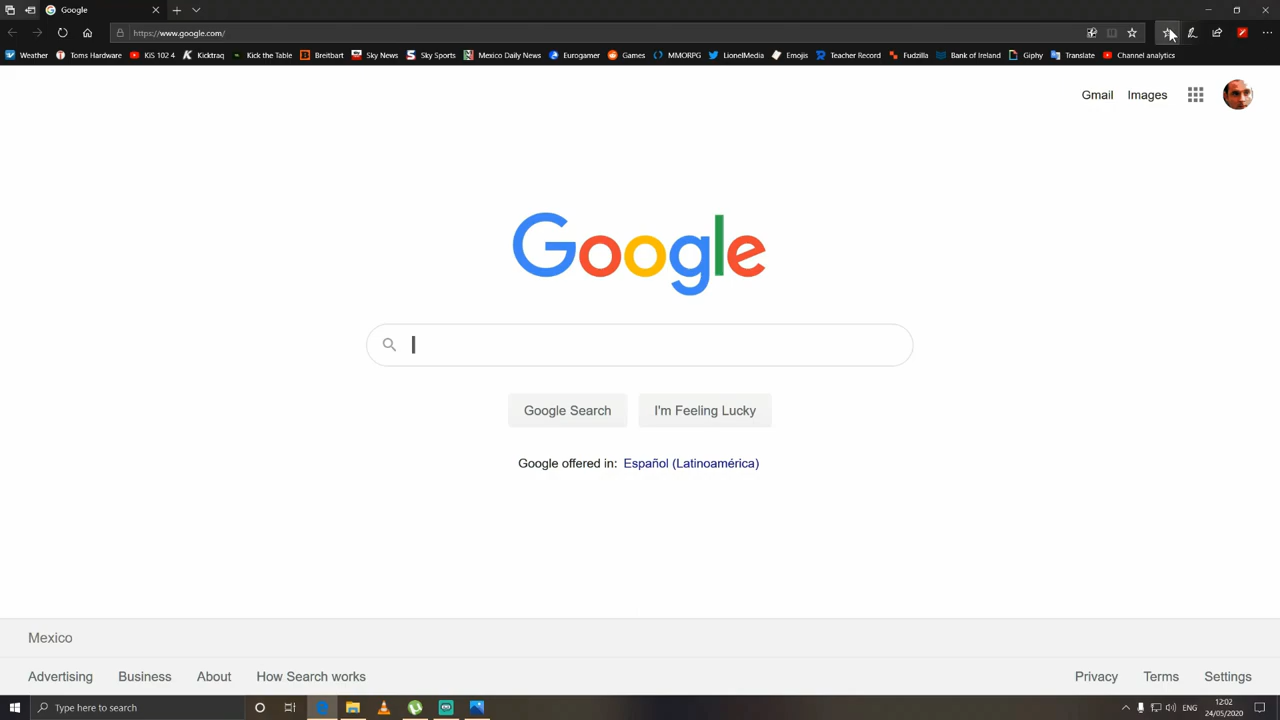 Google
https://www.google.com/
Weather Toms Hardware KiS 102 4 Kicktraq Kick the Table Breitbart Sky News Sky Sports Mexico Daily News Eurogamer Games MMORPG LionelMedia Emojis Teacher Record Fudzilla Bank of Ireland Giphy Translate Channel analytics
Gmail Images
Google
Google Search I'm Feeling Lucky
Google offered in: Español (Latinoamérica)
Mexico
Advertising Business About How Search works Privacy Terms Settings
Type here to search ENG 12:02
24/05/2020